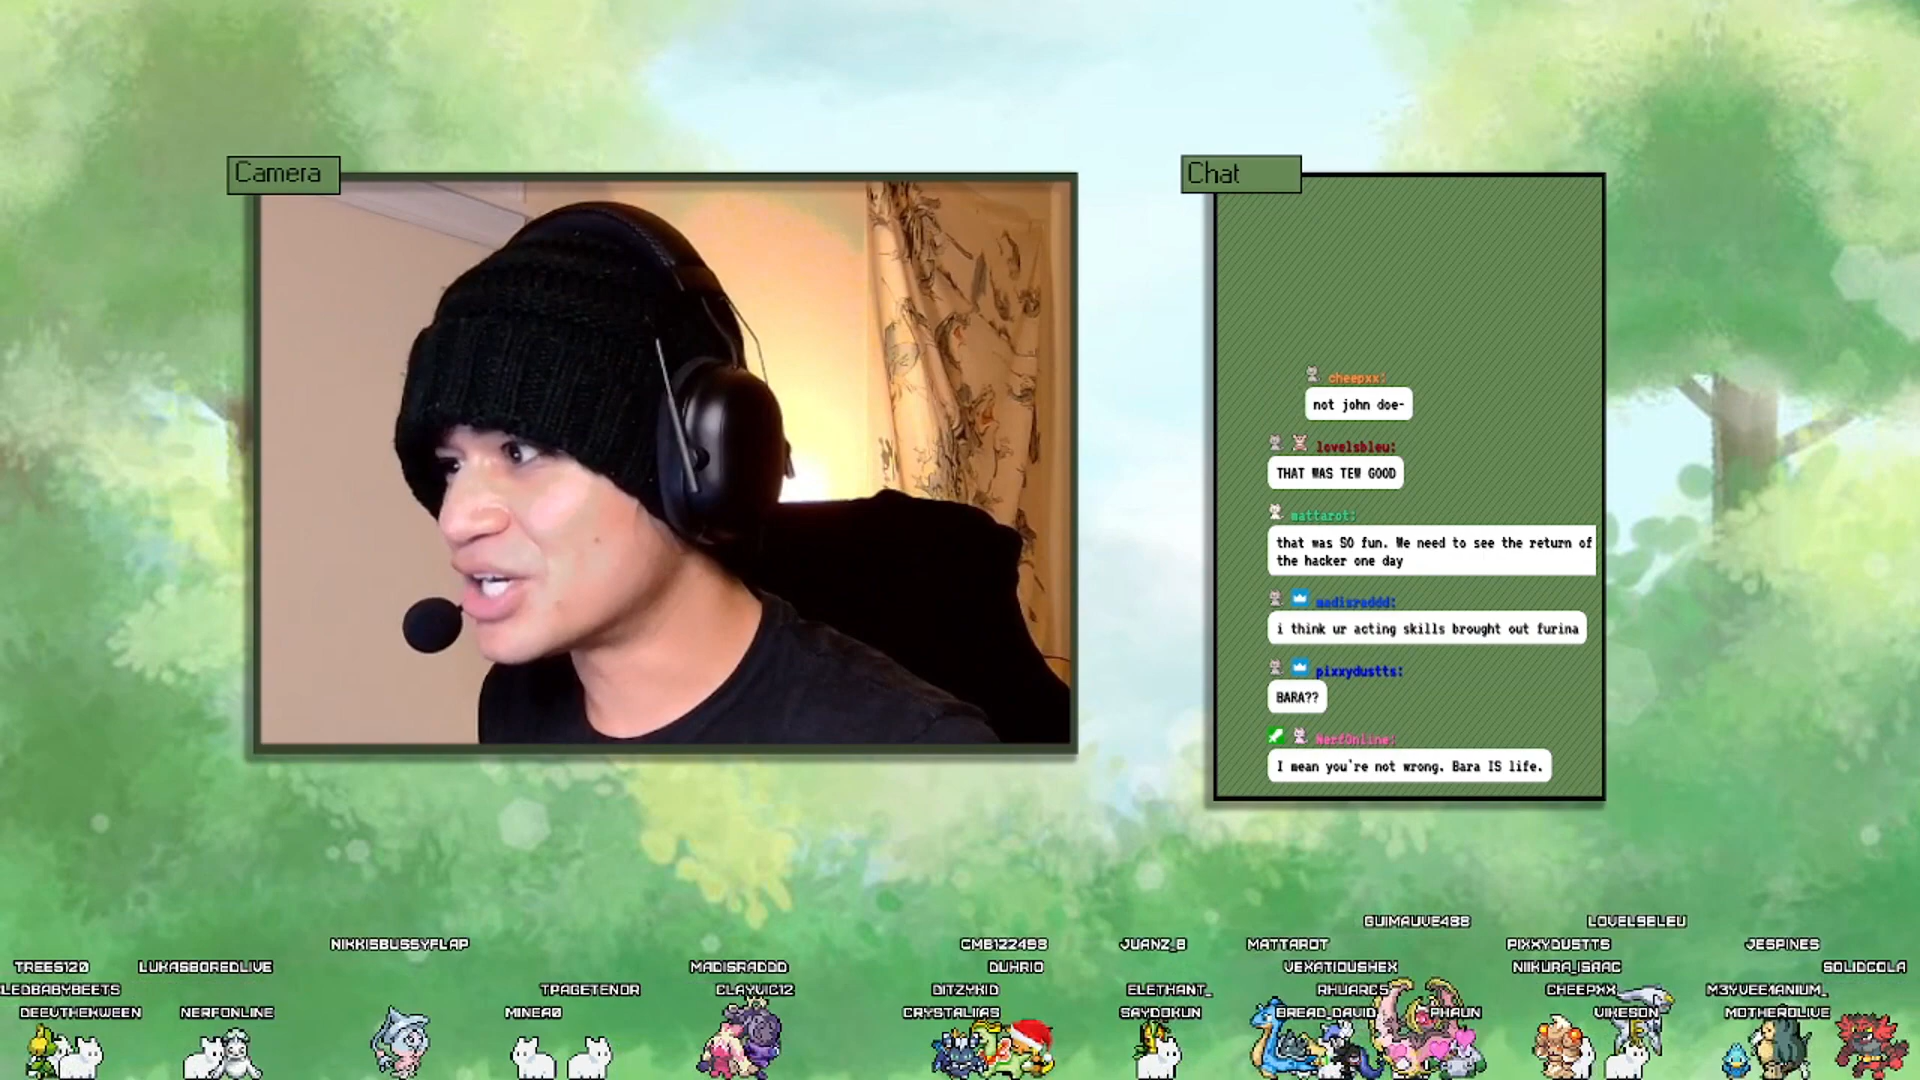 Camera
Chat
cheepxx:
not john doe-
lovelsbleu:
THAT WAS TEW GOOD
mattarot:
that was SO fun. We need to see the return of
the hacker one day
madisraddd:
i think ur acting skills brought out furina
pixxydustts:
BARA??
NerfOnline:
I mean you're not wrong. Bara IS life.
GUIMAUVE488 LOVELSBLEU
NIKKISBUSSYFLAP CMB122498 JUANZ_B MATTAROT PIXXYDUSTTS JESPINES
TREES120 LUKASBOREDLIVE MADISRADDD DUHRIO VEXATIOUSHEX NIIKURA_ISAAC SOLIDCOLA
LEDBABYBEETS TPAGETENOR CLAYVIC12 DITZYKID ELETHANT_ RHUARCS CHEEPXX M3YVEE1ANIUM_
DEEVTHEKWEEN NERFONLINE MINEA0 CRYSTALIIAS SAYDOKUN BREAD_DAVID PHAUN VIKESON MOTHEROLIVE